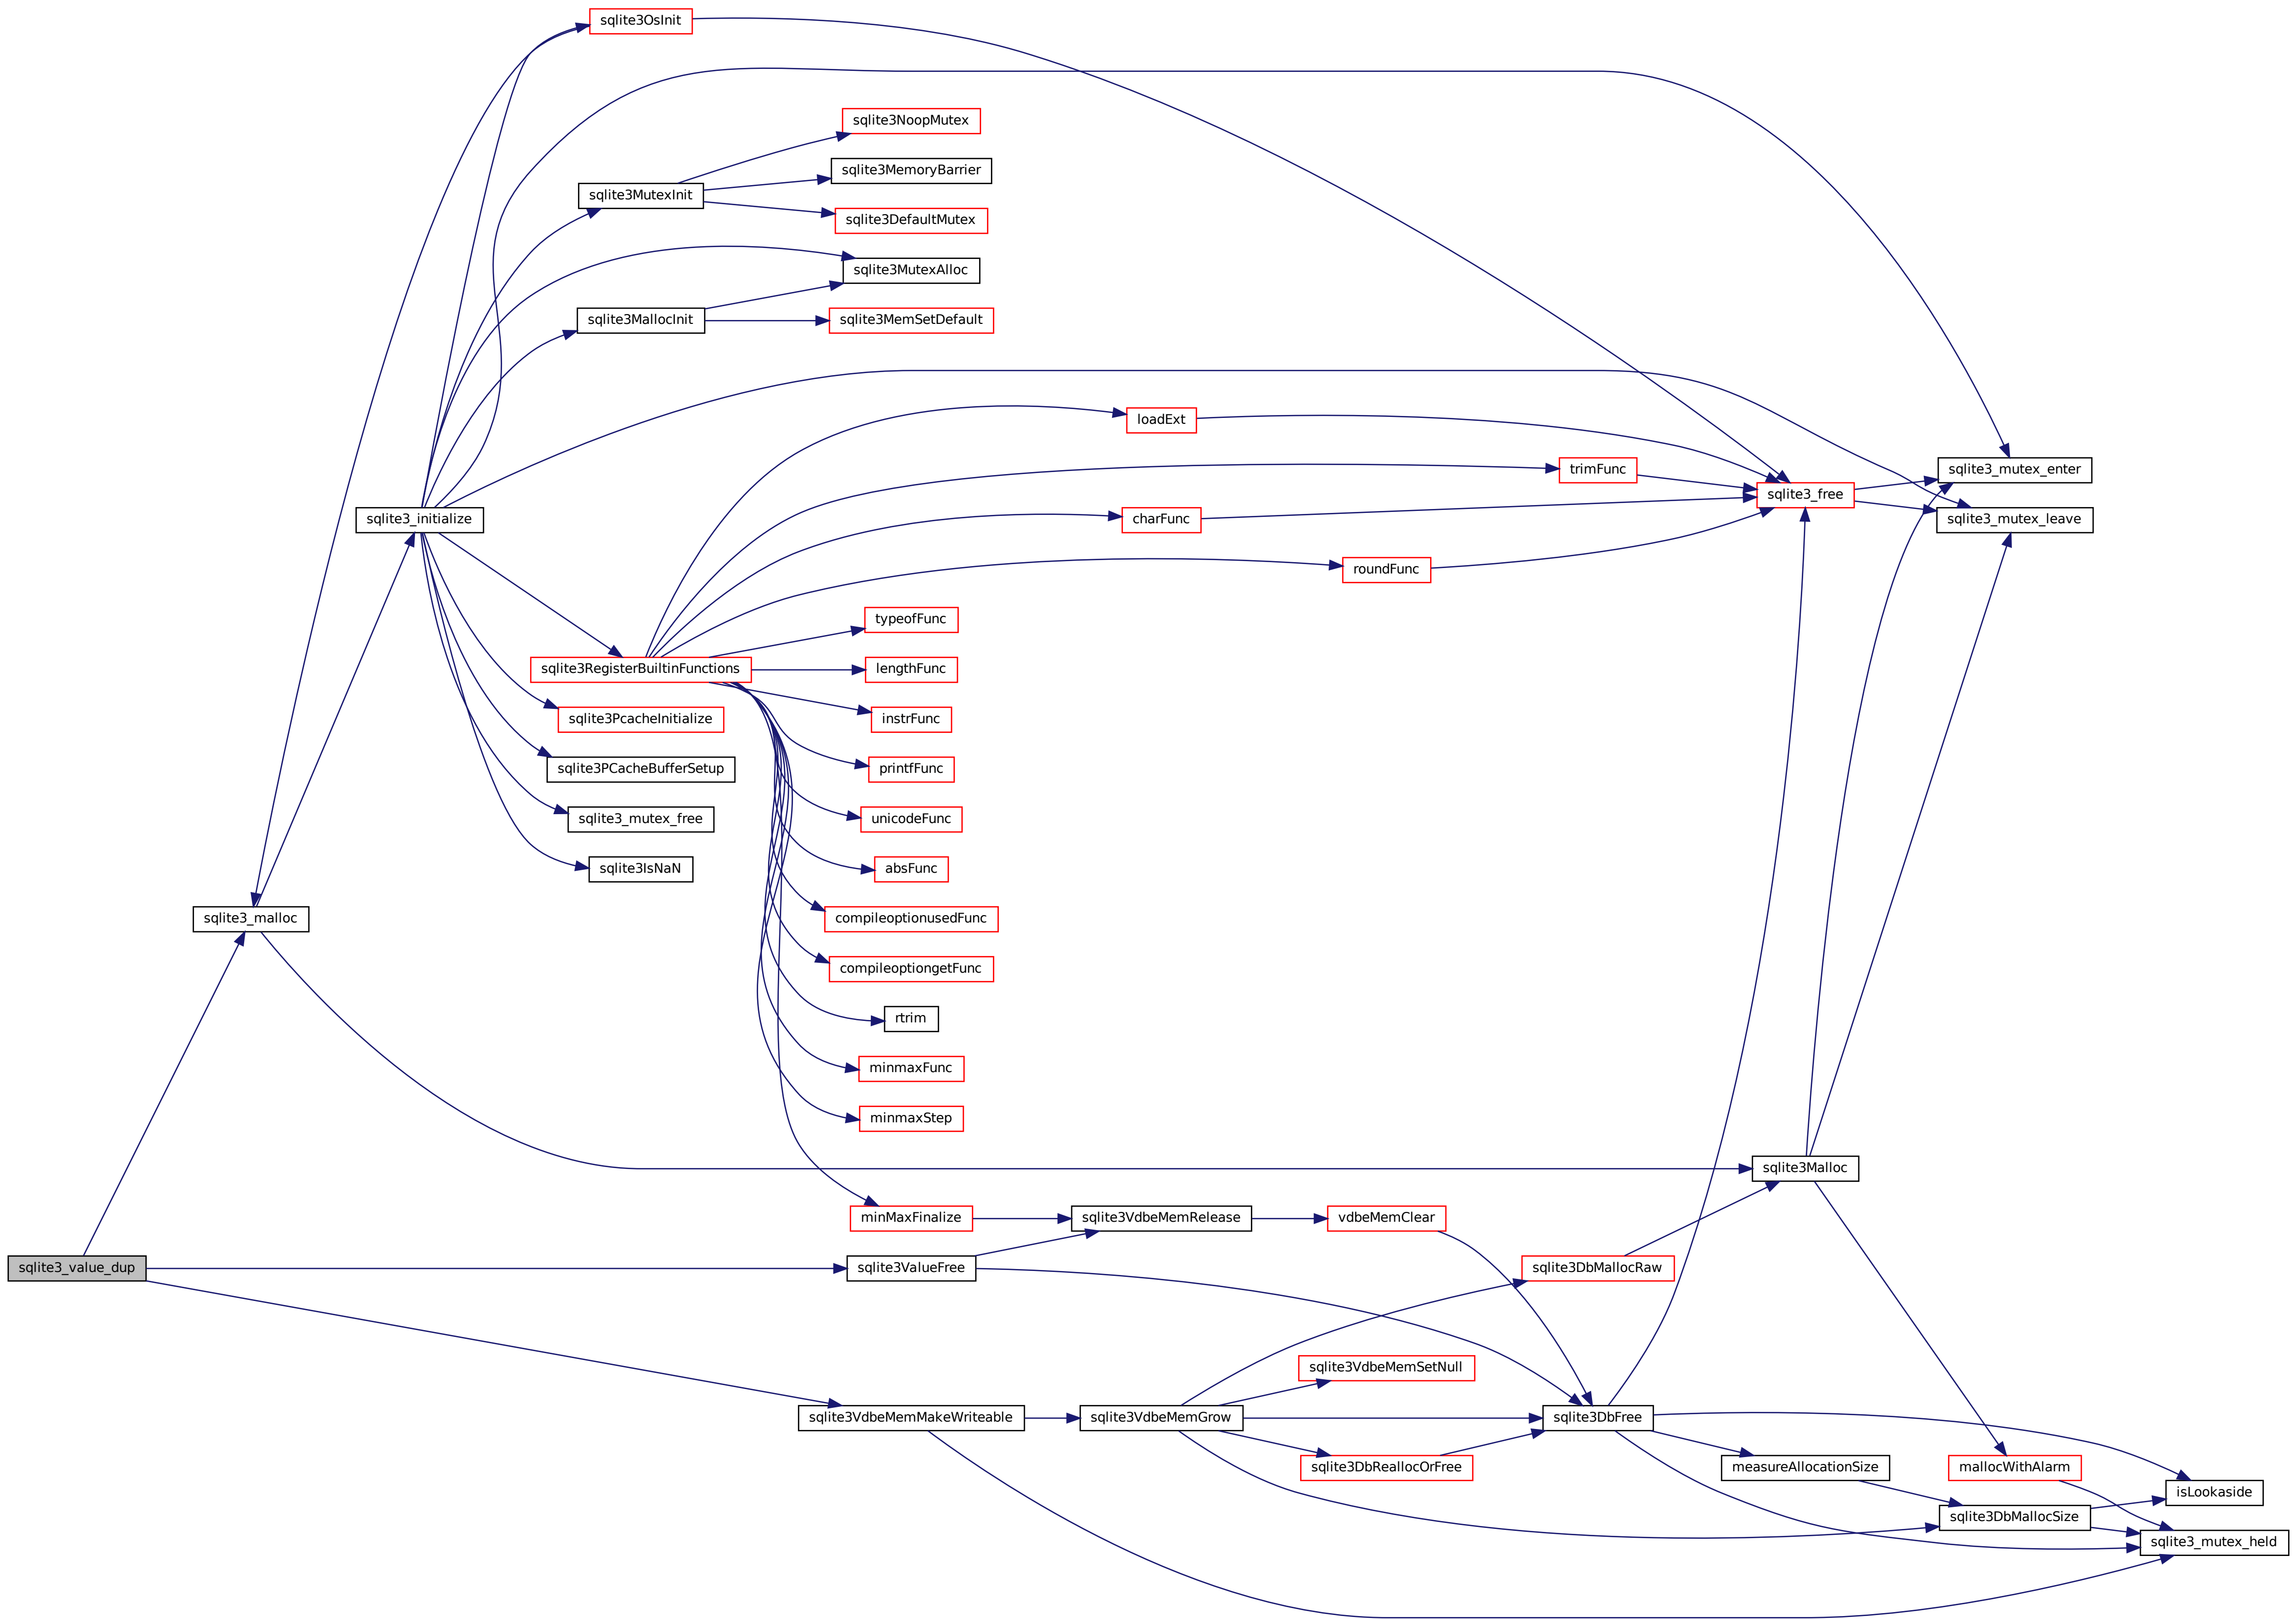 sqlite3OsInit
sqlite3NoopMutex
sqlite3MemoryBarrier
sqlite3MutexInit
sqlite3DefaultMutex
sqlite3MutexAlloc
sqlite3MallocInit
sqlite3MemSetDefault
loadExt
trimFunc
sqlite3_mutex_enter
sqlite3_free
sqlite3_initialize
charFunc
sqlite3_mutex_leave
roundFunc
typeofFunc
sqlite3RegisterBuiltinFunctions
lengthFunc
sqlite3PcacheInitialize
instrFunc
sqlite3PCacheBufferSetup
printfFunc
sqlite3_mutex_free
unicodeFunc
sqlite3IsNaN
absFunc
sqlite3_malloc
compileoptionusedFunc
compileoptiongetFunc
rtrim
minmaxFunc
minmaxStep
sqlite3Malloc
minMaxFinalize
sqlite3VdbeMemRelease
vdbeMemClear
sqlite3_value_dup
sqlite3ValueFree
sqlite3DbMallocRaw
sqlite3VdbeMemSetNull
sqlite3VdbeMemMakeWriteable
sqlite3VdbeMemGrow
sqlite3DbFree
sqlite3DbReallocOrFree
measureAllocationSize
mallocWithAlarm
isLookaside
sqlite3DbMallocSize
sqlite3_mutex_held